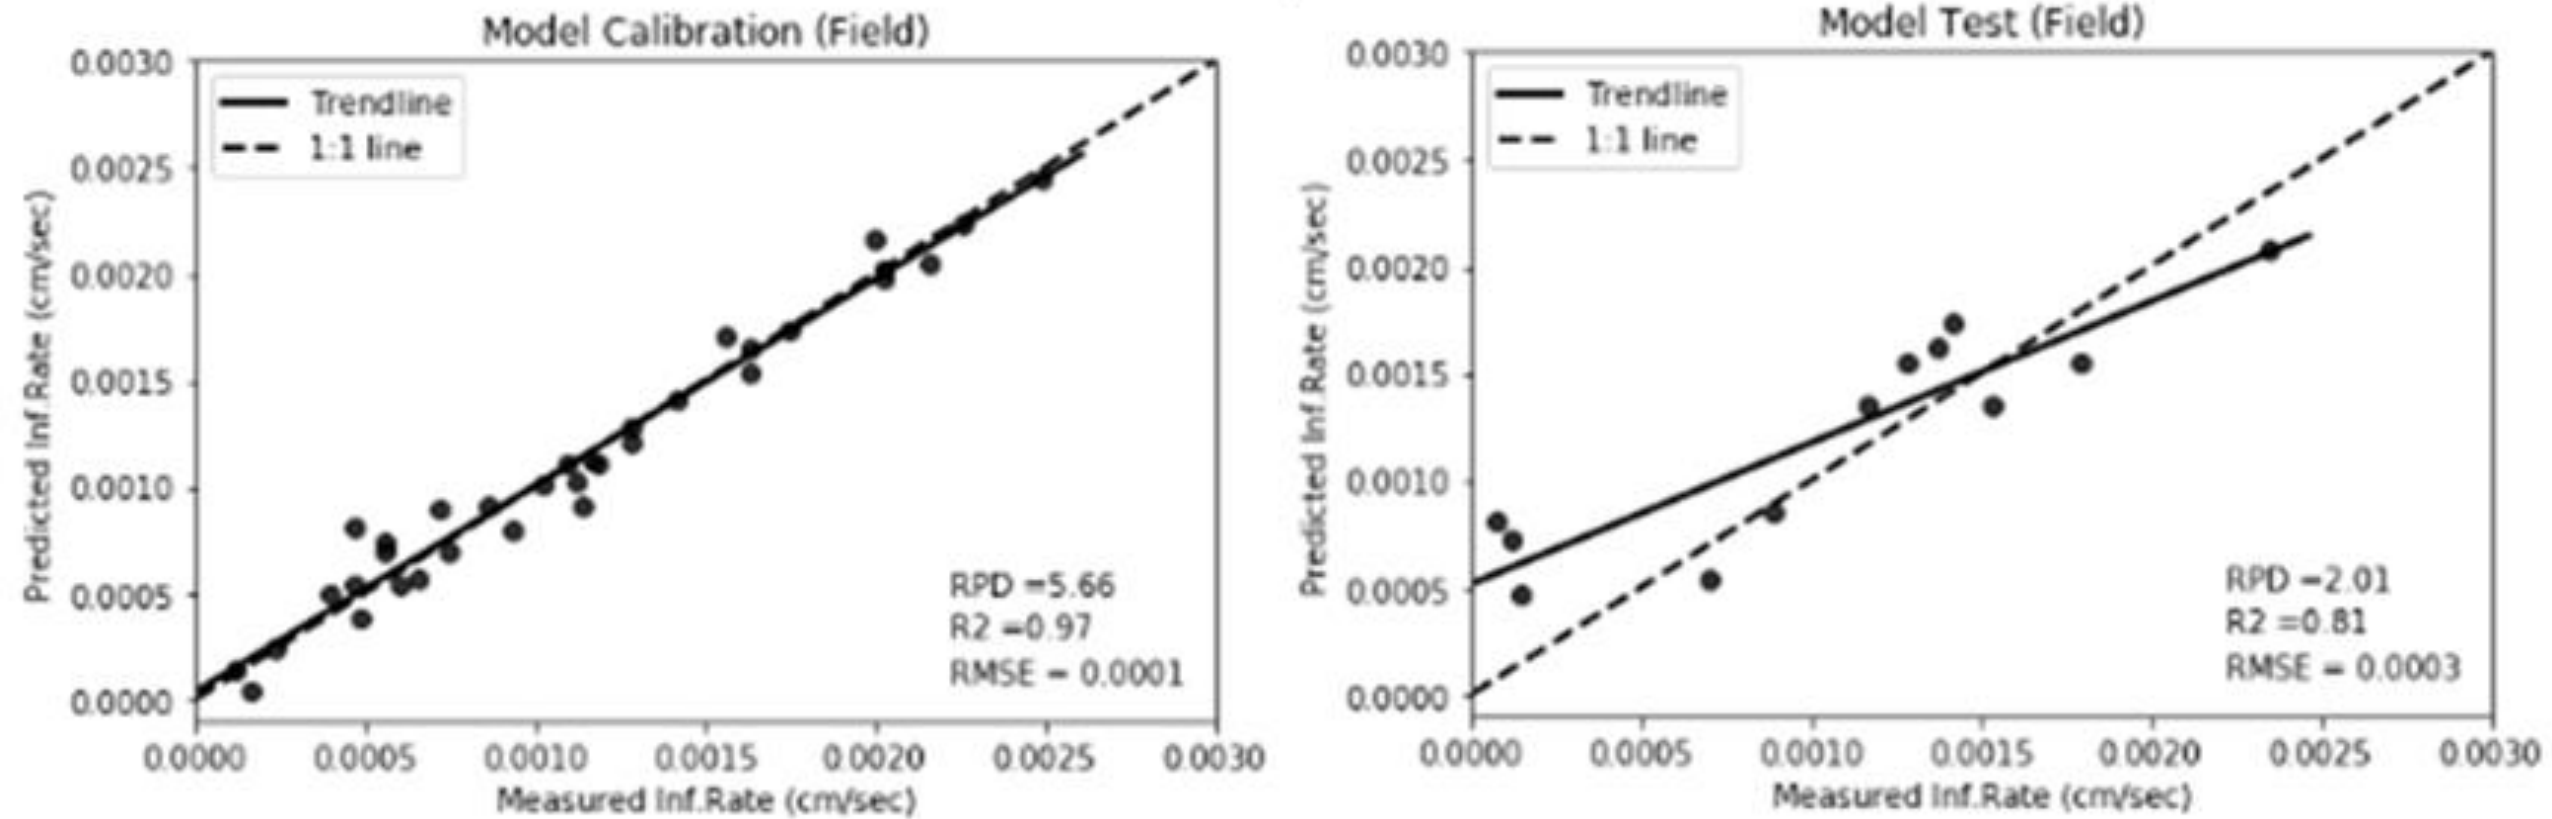 Model Calibration (Field)
Trendline
1:1 line
0.0030
0.0025
0.0020
0.0015
0.0010
0.0005
0.0000
Predicted Inf.Rate (cm/sec)
RPD =5.66
R2 =0.97
RMSE = 0.0001
0.0000 0.0005 0.0010 0.0015 0.0020 0.0025 0.0030
Measured Inf.Rate (cm/sec)
Model Test (Field)
Trendline
1:1 line
0.0030
0.0025
0.0020
0.0015
0.0010
0.0005
0.0000
Predicted Inf.Rate (cm/sec)
RPD =2.01
R2 =0.81
RMSE = 0.0003
0.0000 0.0005 0.0010 0.0015 0.0020 0.0025 0.0030
Measured Inf.Rate (cm/sec)